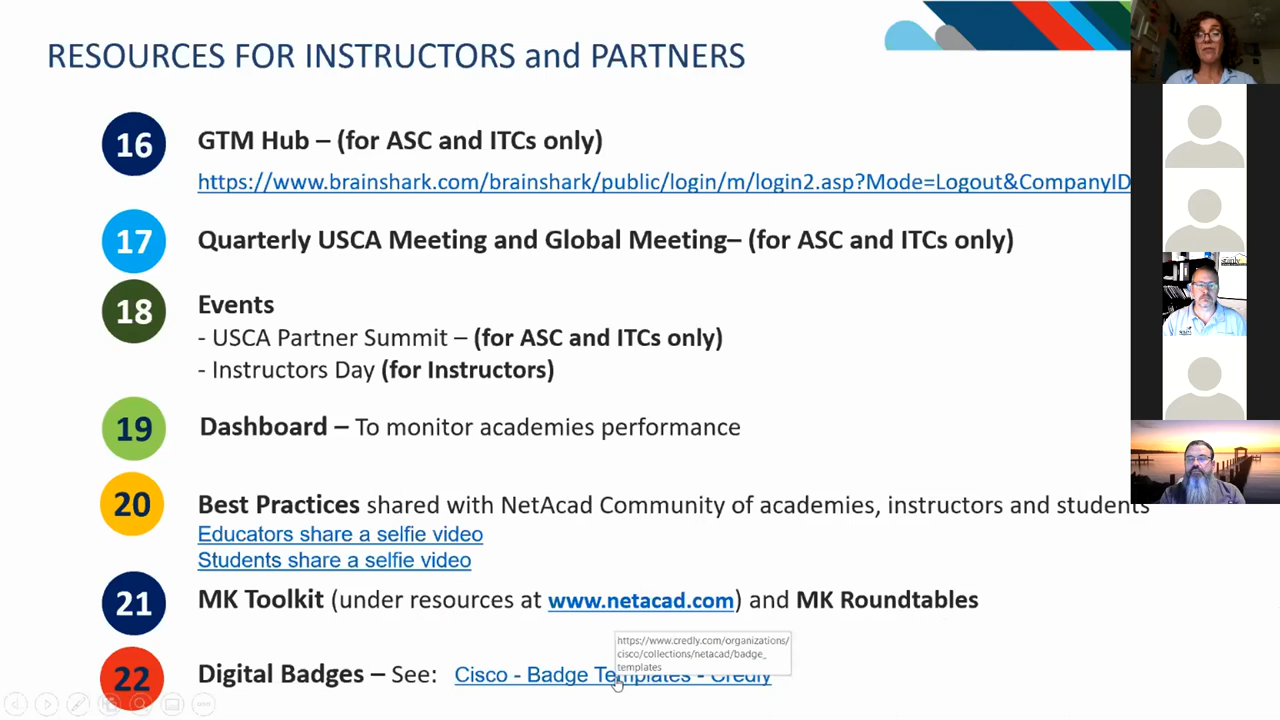 RESOURCES FOR INSTRUCTORS and PARTNERS
16
GTM Hub – (for ASC and ITCs only)
https://www.brainshark.com/brainshark/public/login/m/login2.asp?Mode=Logout&CompanyID
17
Quarterly USCA Meeting and Global Meeting– (for ASC and ITCs only)
18
Events
- USCA Partner Summit – (for ASC and ITCs only)
- Instructors Day (for Instructors)
19
Dashboard – To monitor academies performance
20
Best Practices shared with NetAcad Community of academies, instructors and students
Educators share a selfie video
Students share a selfie video
21
MK Toolkit (under resources at www.netacad.com) and MK Roundtables
https://www.credly.com/organizations/
cisco/collections/netacad/badge_
templates
22
Digital Badges – See: Cisco - Badge Templates - Credly